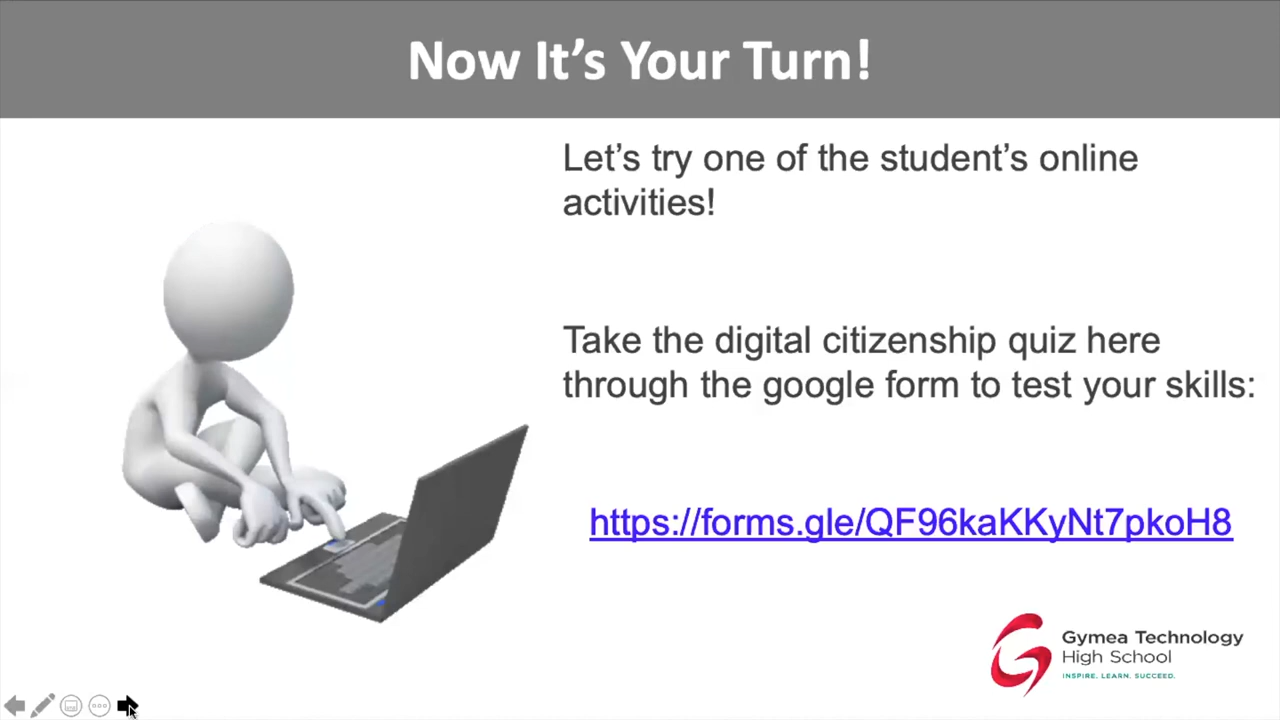 Now It’s Your Turn!
Let’s try one of the student’s online
activities!
Take the digital citizenship quiz here
through the google form to test your skills:
https://forms.gle/QF96kaKKyNt7pkoH8
Gymea Technology
High School
INSPIRE. LEARN. SUCCEED.